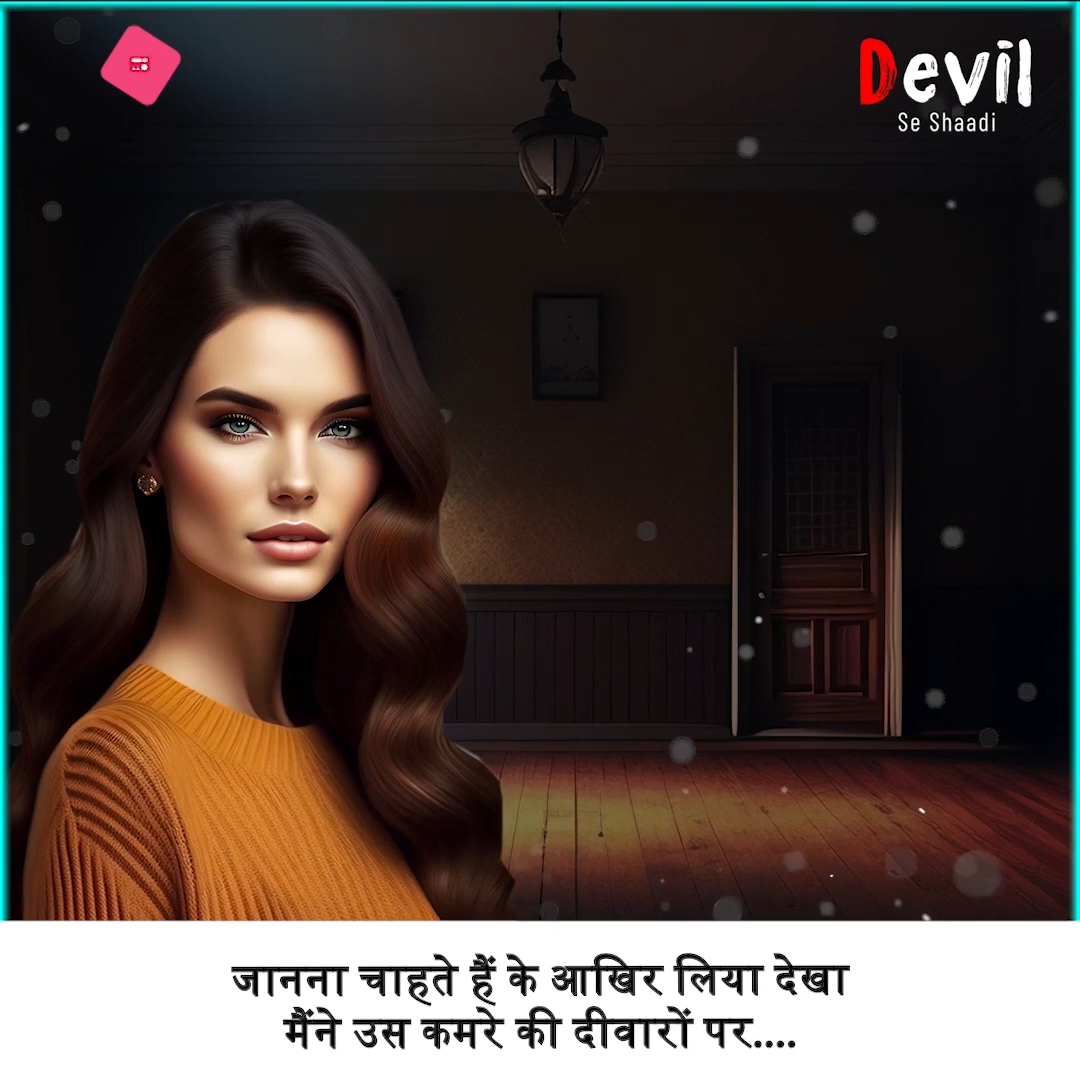 Devil
Se Shaadi
जानना चाहते हैं के आखिर लिया देखा
मैंने उस कमरे की दीवारों पर....